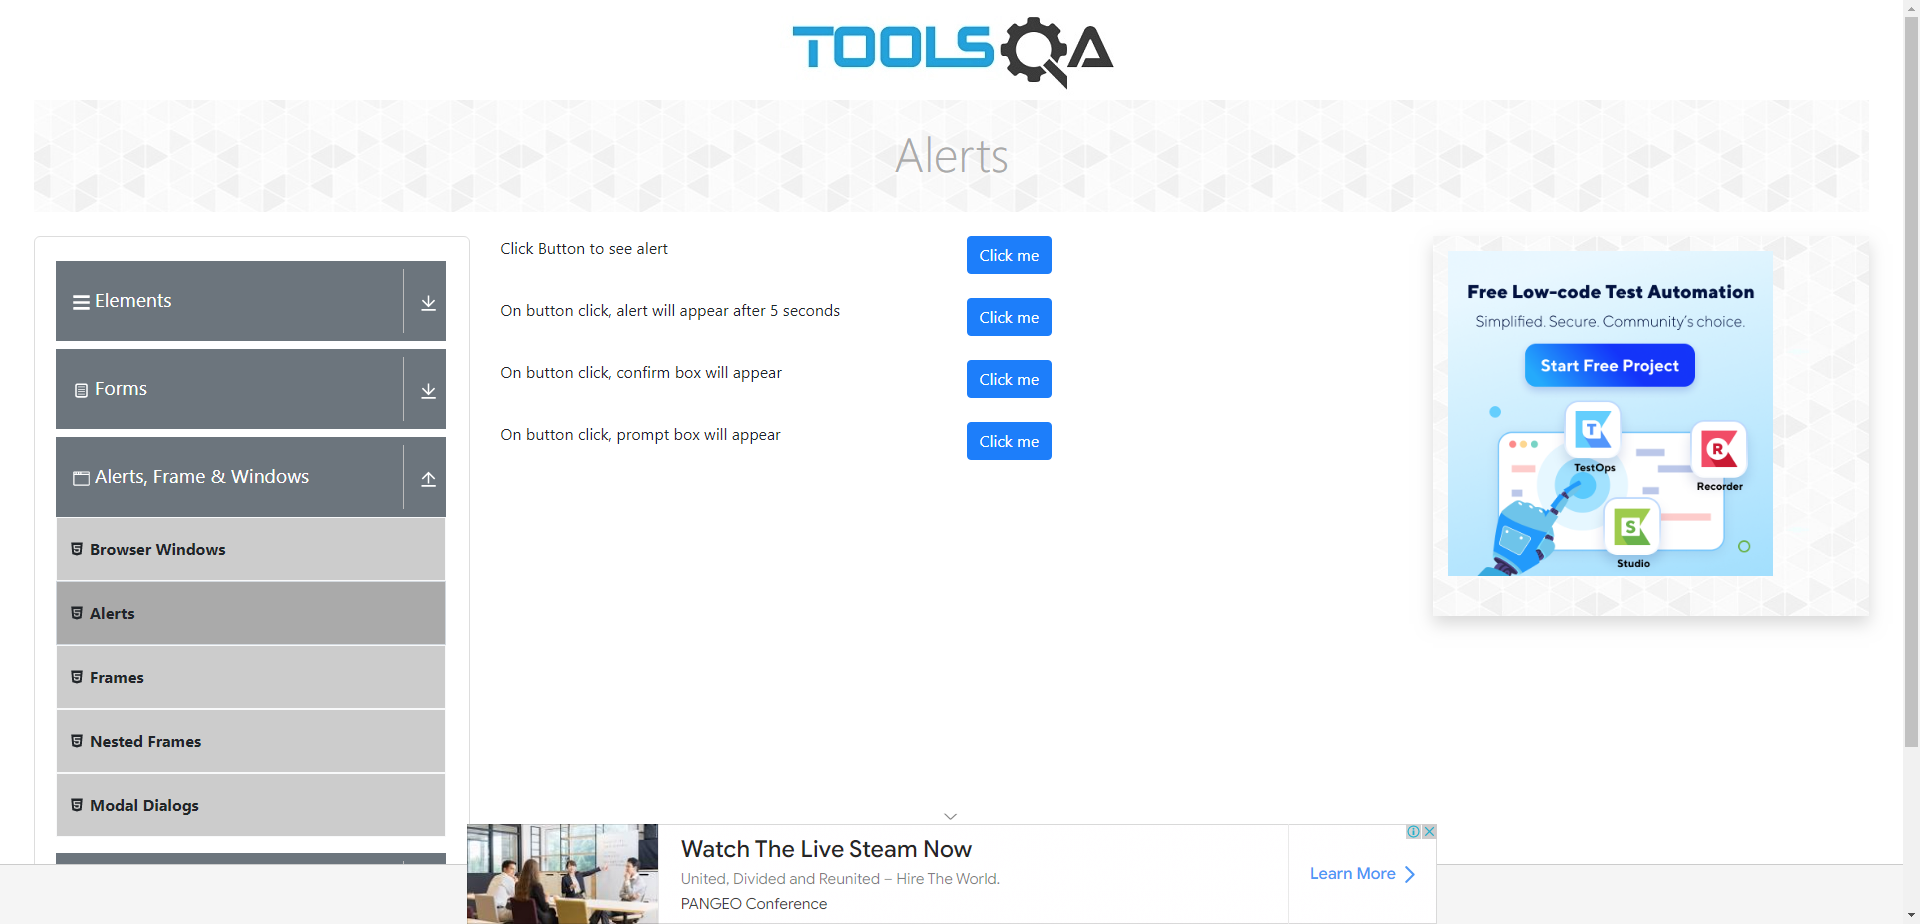 TOOLSQA
Alerts
Elements
Forms
Alerts, Frame & Windows
Browser Windows
Alerts
Frames
Nested Frames
Modal Dialogs
Click Button to see alert
Click me
On button click, alert will appear after 5 seconds
Click me
On button click, confirm box will appear
Click me
On button click, prompt box will appear
Click me
Free Low-code Test Automation
Simplified. Secure. Community's choice.
Start Free Project
T
TestOps
R
Recorder
S
Studio
Watch The Live Steam Now
United, Divided and Reunited – Hire The World.
PANGEO Conference
Learn More